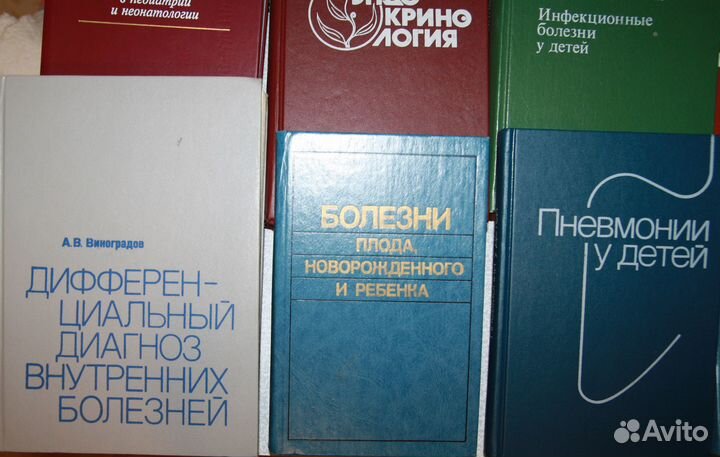 в педиатрии
и неонатологии
ЭНДО
КРИНО
ЛОГИЯ
Инфекционные
болезни
у детей
А.В. Виноградов
ДИФФЕРЕН-
ЦИАЛЬНЫЙ
ДИАГНОЗ
ВНУТРЕННИХ
БОЛЕЗНЕЙ
БОЛЕЗНИ
ПЛОДА,
НОВОРОЖДЕННОГО
И РЕБЕНКА
Пневмонии
у детей
Avito